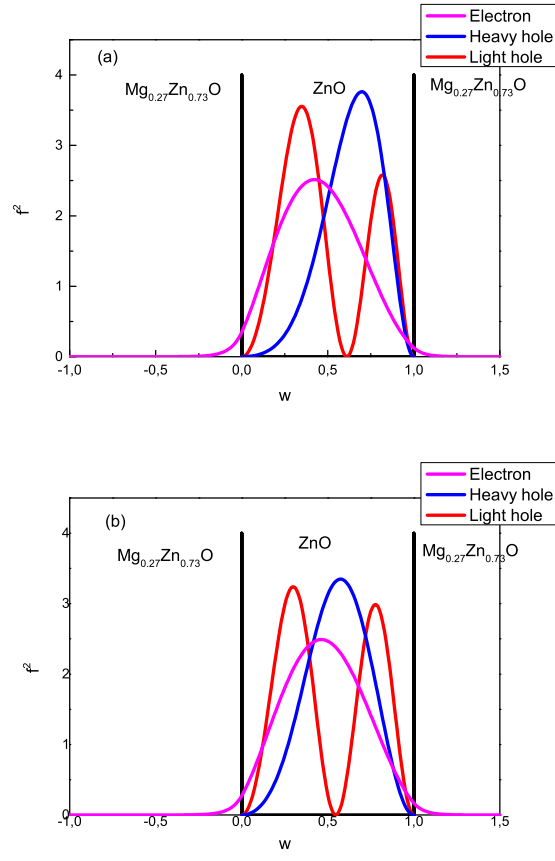 Electron
Heavy hole
Light hole
(a)
Mg0.27Zn0.73O
ZnO
Mg0.27Zn0.73O
f²
4
3
2
1
0
-1,0
-0,5
0,0
0,5
1,0
1,5
w
Electron
Heavy hole
Light hole
(b)
Mg0.27Zn0.73O
ZnO
Mg0.27Zn0.73O
f²
4
3
2
1
0
-1,0
-0,5
0,0
0,5
1,0
1,5
w